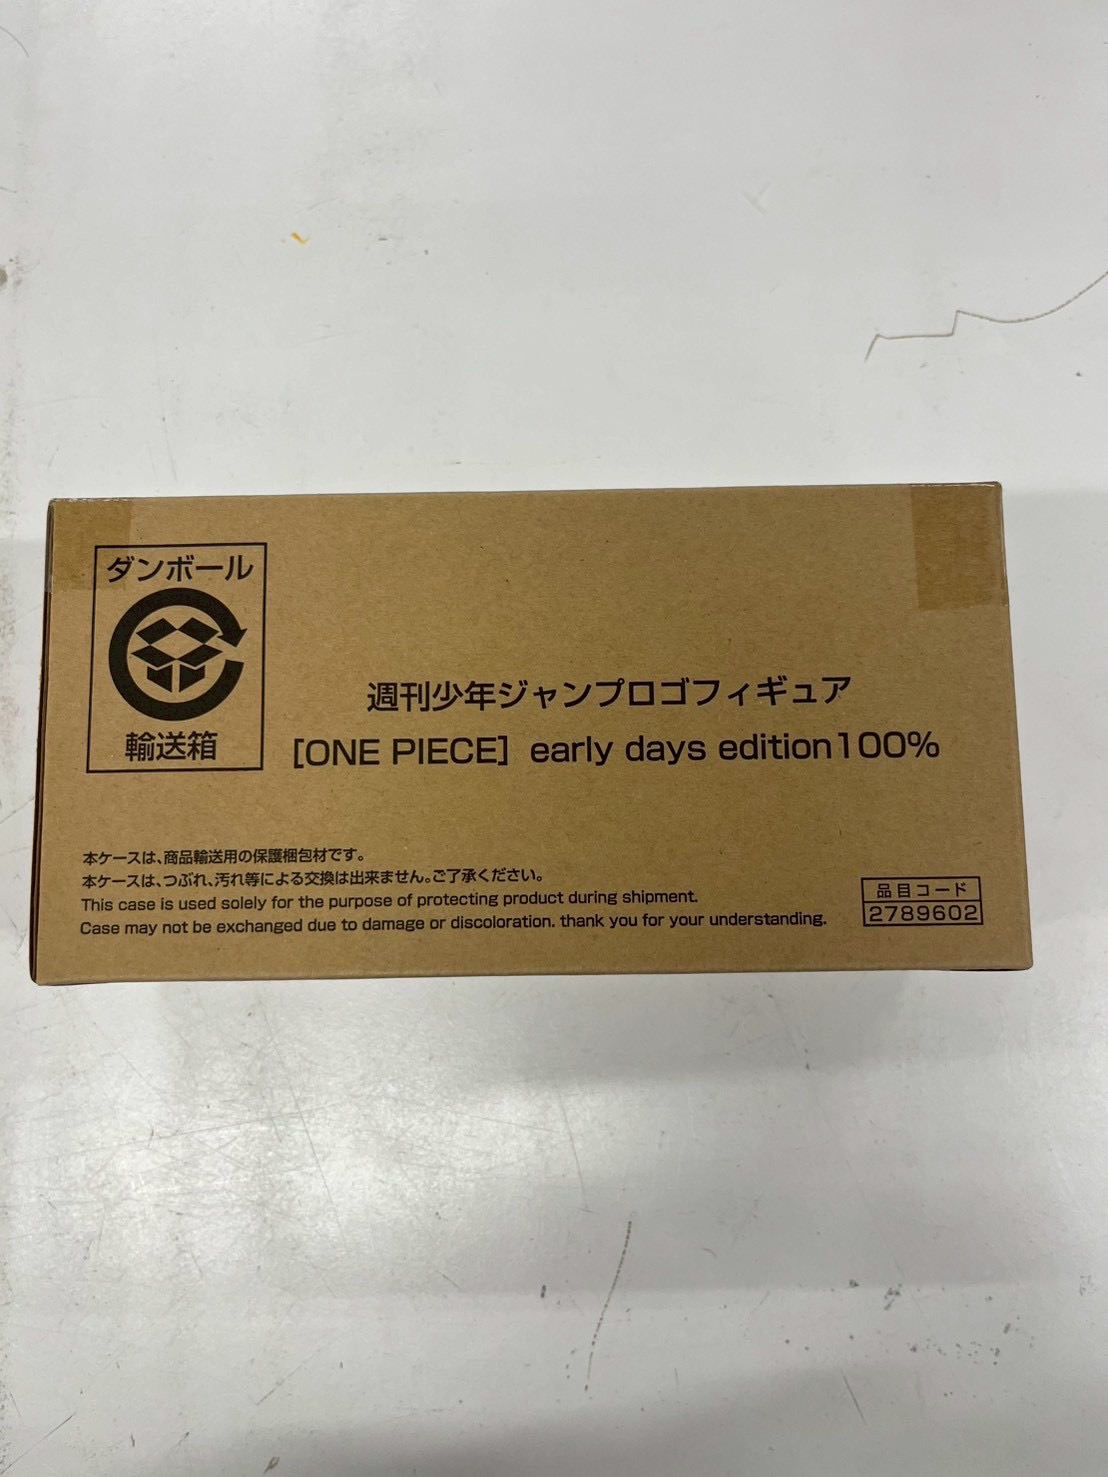 ダンボール
輸送箱
週刊少年ジャンプロゴフィギュア
[ONE PIECE] early days edition100%
本ケースは、商品輸送用の保護梱包材です。
本ケースは、つぶれ、汚れ等による交換は出来ません。ご了承ください。
This case is used solely for the purpose of protecting product during shipment.
Case may not be exchanged due to damage or discoloration. thank you for your understanding.
品目コード
2789602